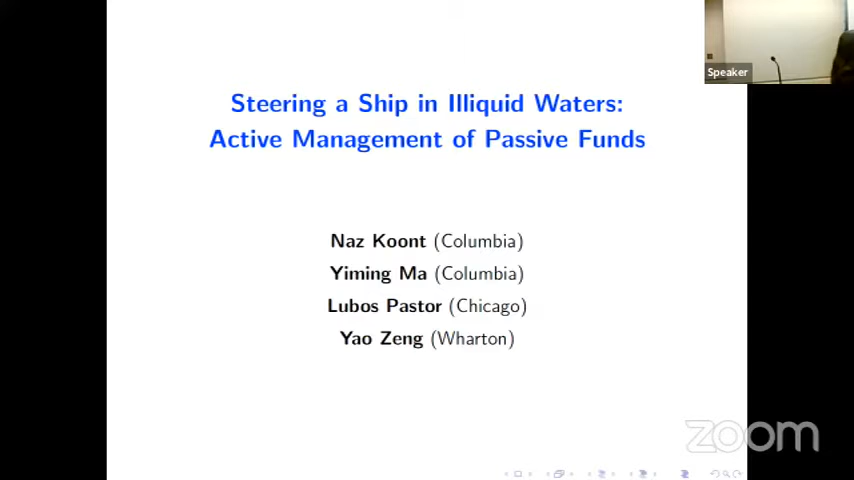 Speaker
Steering a Ship in Illiquid Waters:
Active Management of Passive Funds
Naz Koont (Columbia)
Yiming Ma (Columbia)
Lubos Pastor (Chicago)
Yao Zeng (Wharton)
zoom